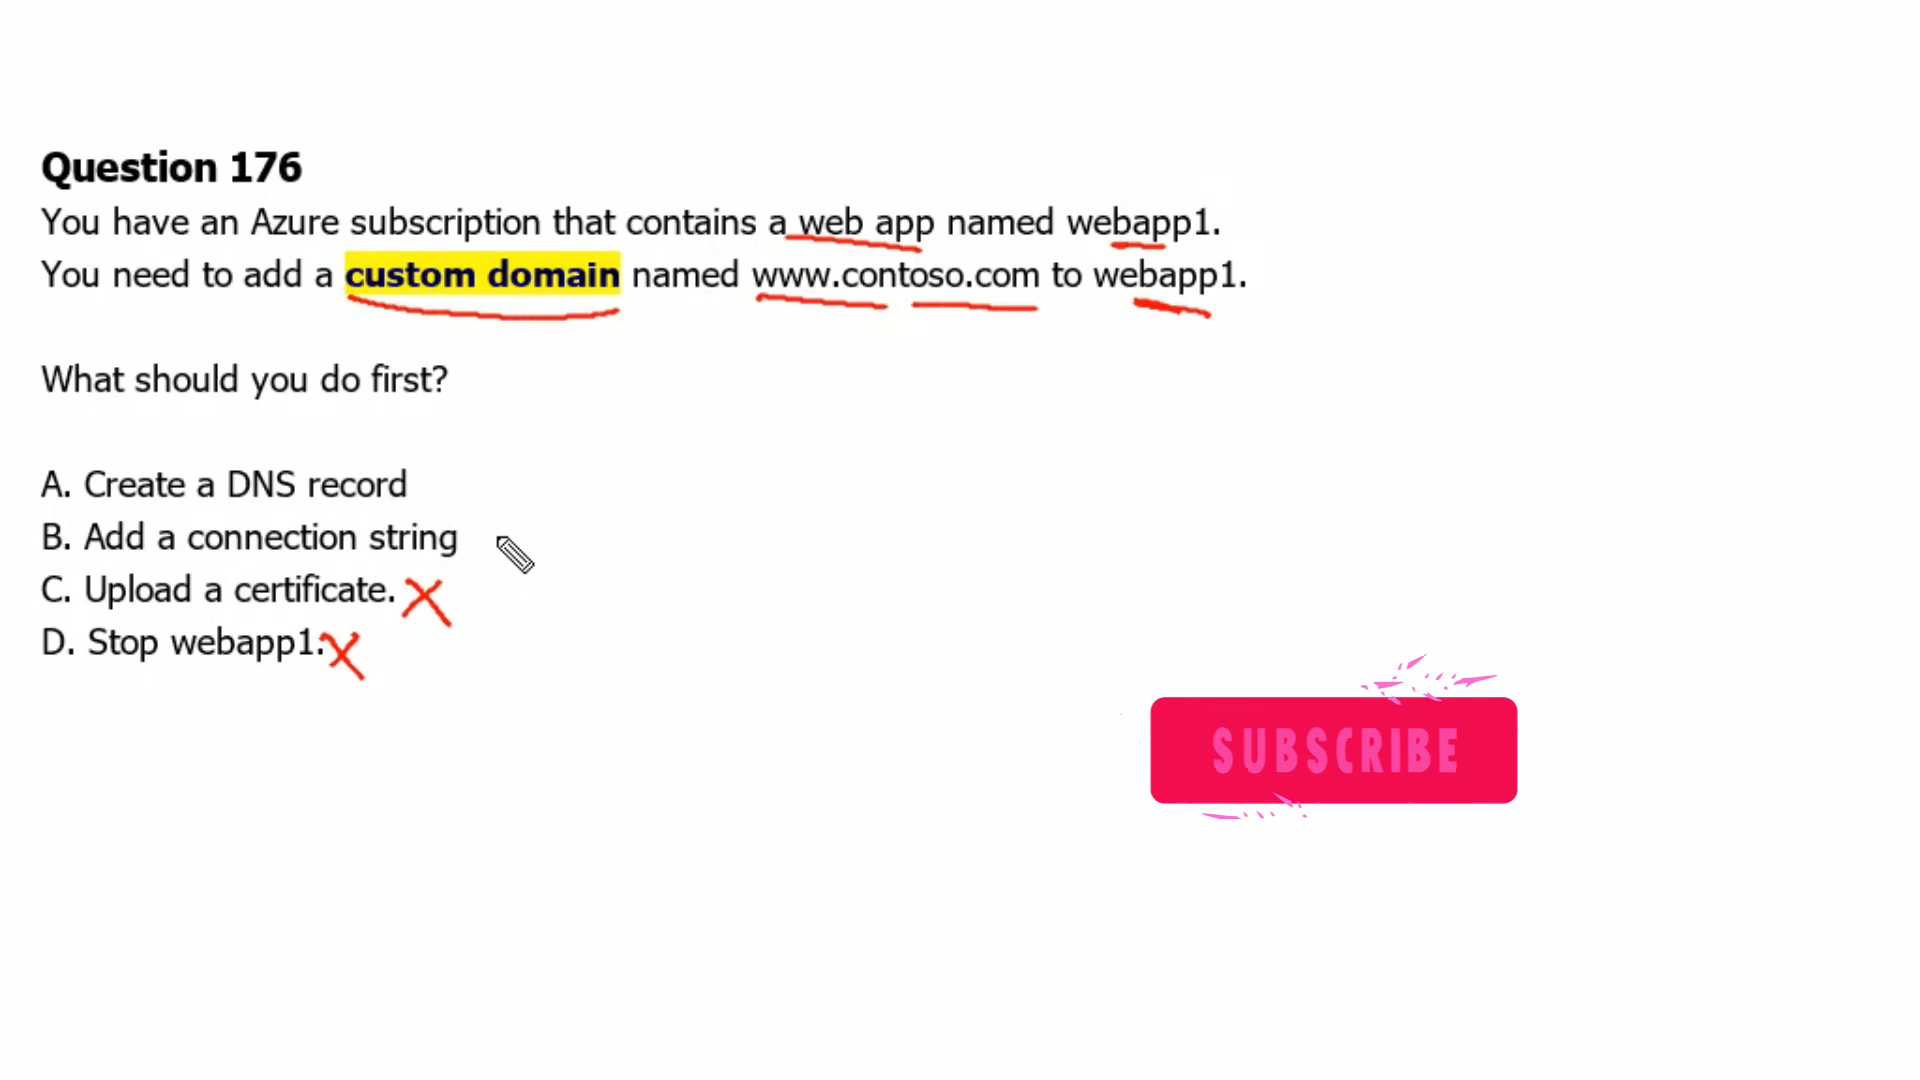 Question 176
You have an Azure subscription that contains a web app named webapp1.
You need to add a custom domain named www.contoso.com to webapp1.
What should you do first?
A. Create a DNS record
B. Add a connection string
C. Upload a certificate.
D. Stop webapp1.
SUBSCRIBE